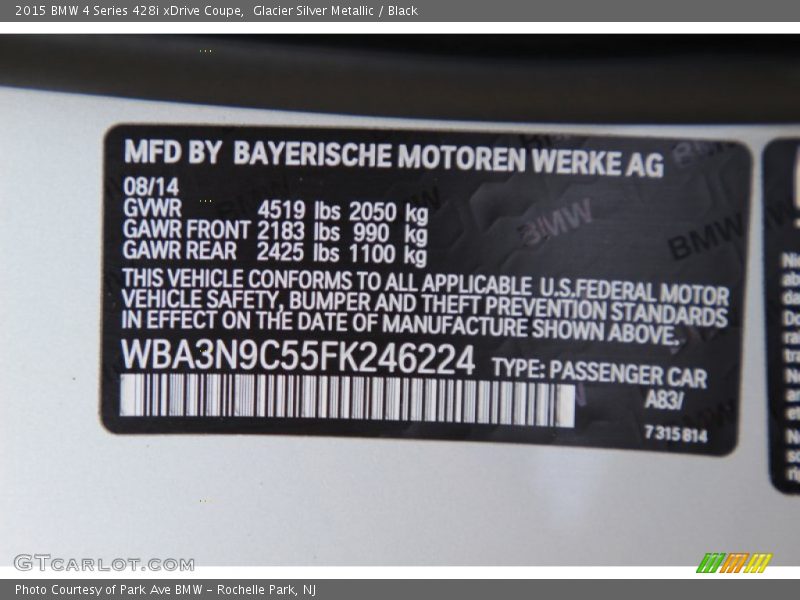 2015 BMW 4 Series 428i xDrive Coupe, Glacier Silver Metallic / Black
MFD BY BAYERISCHE MOTOREN WERKE AG
08/14
GVWR 4519 lbs 2050 kg
GAWR FRONT 2183 lbs 990 kg
GAWR REAR 2425 lbs 1100 kg
THIS VEHICLE CONFORMS TO ALL APPLICABLE U.S.FEDERAL MOTOR
VEHICLE SAFETY, BUMPER AND THEFT PREVENTION STANDARDS
IN EFFECT ON THE DATE OF MANUFACTURE SHOWN ABOVE.
WBA3N9C55FK246224 TYPE: PASSENGER CAR
A83/
7 315 814
BMW
BMW
GTCARLOT.COM
Photo Courtesy of Park Ave BMW – Rochelle Park, NJ